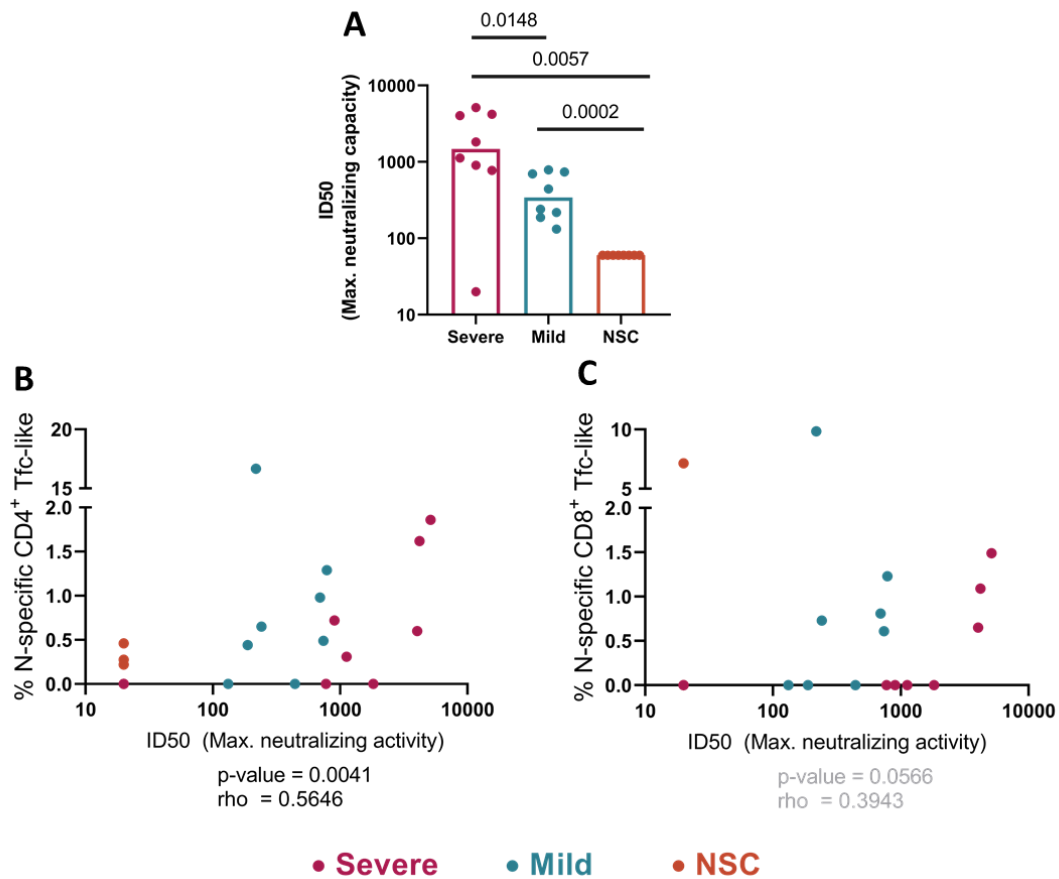 A
0.0148
0.0057
0.0002
ID50
(Max. neutralizing capacity)
10000
1000
100
10
Severe
Mild
NSC
B
% N-specific CD4+ Tfc-like
20
15
2.0
1.5
1.0
0.5
0.0
10
100
1000
10000
ID50 (Max. neutralizing activity)
p-value = 0.0041
rho = 0.5646
C
% N-specific CD8+ Tfc-like
10
5
2.0
1.5
1.0
0.5
0.0
10
100
1000
10000
ID50 (Max. neutralizing activity)
p-value = 0.0566
rho = 0.3943
Severe
Mild
NSC